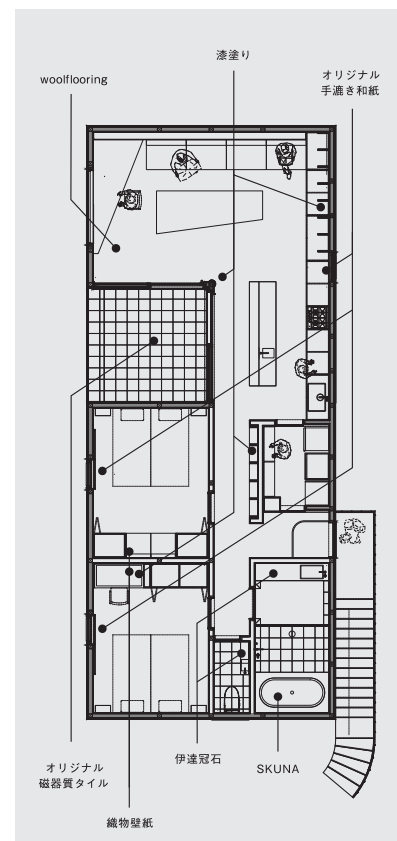 漆塗り
woolflooring
オリジナル
手漉き和紙
オリジナル
磁器質タイル
伊達冠石
SKUNA
織物壁紙